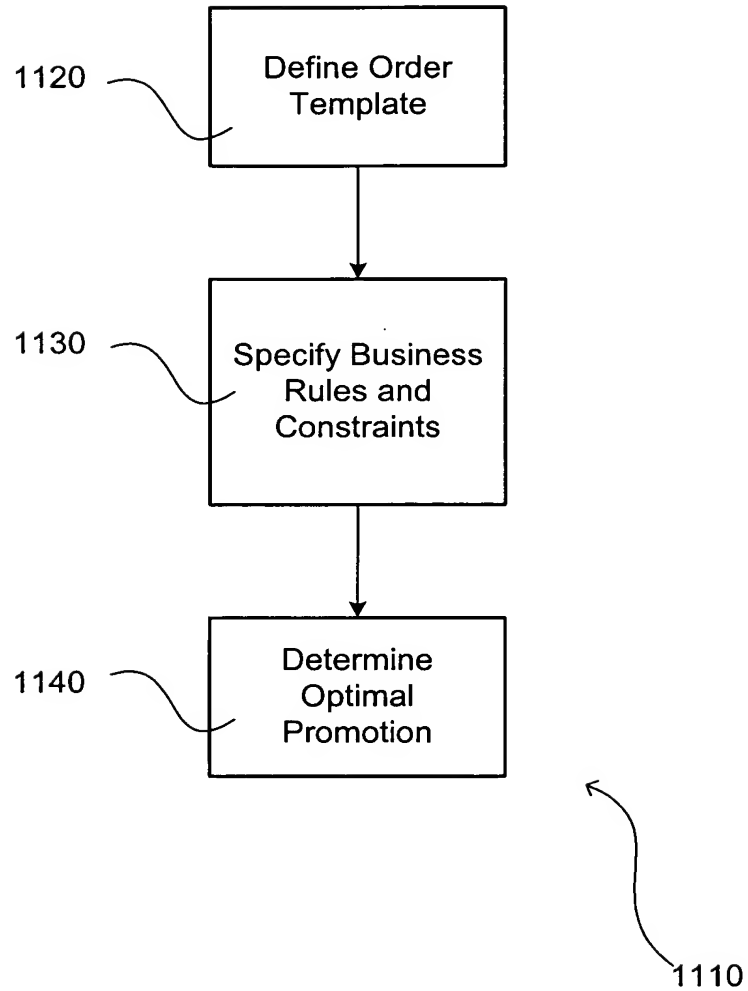 1120
Define Order
Template
1130
Specify Business
Rules and
Constraints
1140
Determine
Optimal
Promotion
1110